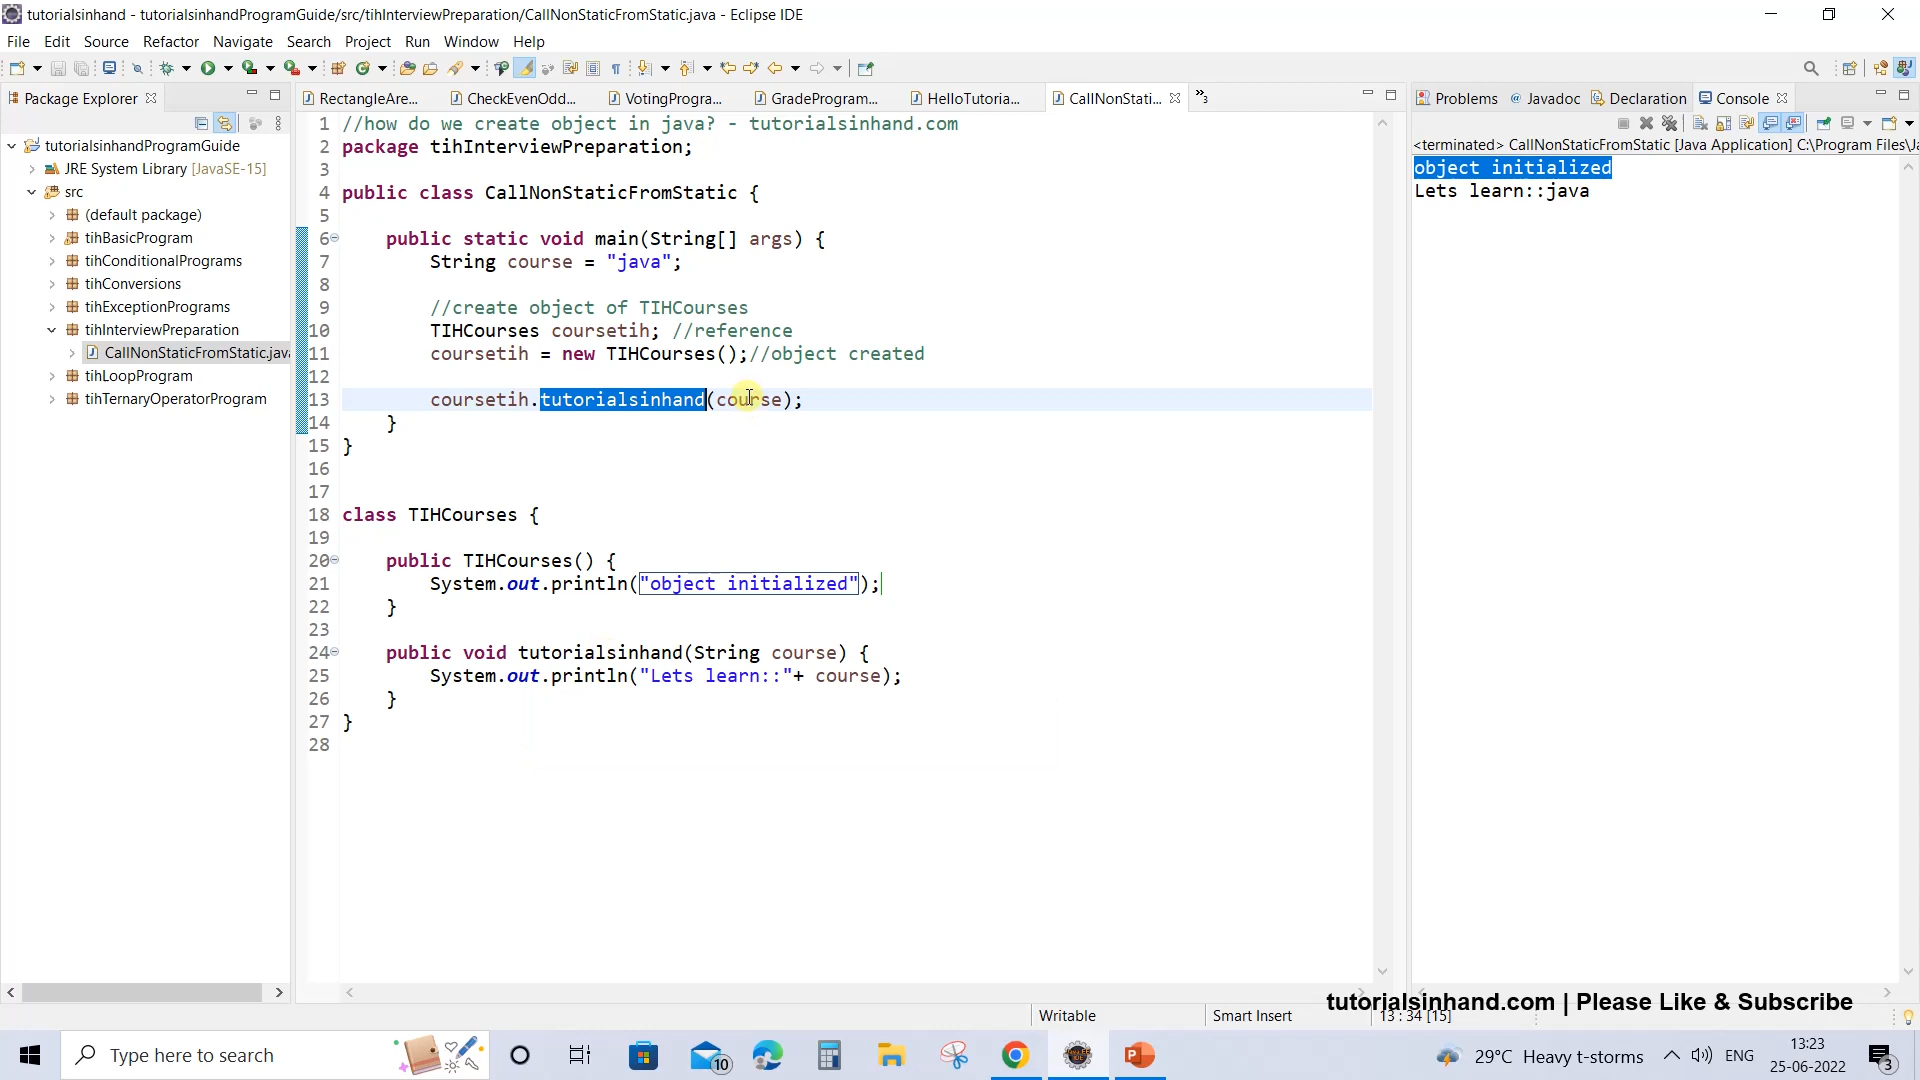 tutorialsinhand - tutorialsinhandProgramGuide/src/tihInterviewPreparation/CallNonStaticFromStatic.java - Eclipse IDE
File Edit Source Refactor Navigate Search Project Run Window Help
Package Explorer
tutorialsinhandProgramGuide
JRE System Library [JavaSE-15]
src
(default package)
tihBasicProgram
tihConditionalPrograms
tihConversions
tihExceptionPrograms
tihInterviewPreparation
CallNonStaticFromStatic.java
tihLoopProgram
tihTernaryOperatorProgram
RectangleAre... CheckEvenOdd... VotingProgra... GradeProgram... HelloTutoria... CallNonStati... »3
1 //how do we create object in java? - tutorialsinhand.com
2 package tihInterviewPreparation;
3
4 public class CallNonStaticFromStatic {
5
6 public static void main(String[] args) {
7 String course = "java";
8
9 //create object of TIHCourses
10 TIHCourses coursetih; //reference
11 coursetih = new TIHCourses();//object created
12
13 coursetih.tutorialsinhand(course);
14 }
15 }
16
17
18 class TIHCourses {
19
20 public TIHCourses() {
21 System.out.println("object initialized");
22 }
23
24 public void tutorialsinhand(String course) {
25 System.out.println("Lets learn::"+ course);
26 }
27 }
28
Problems Javadoc Declaration Console
<terminated> CallNonStaticFromStatic [Java Application] C:\Program Files\Ja
object initialized
Lets learn::java
tutorialsinhand.com | Please Like & Subscribe
Writable Smart Insert 13 : 34 [15]
Type here to search
10
29°C Heavy t-storms
ENG
13:23
25-06-2022
3